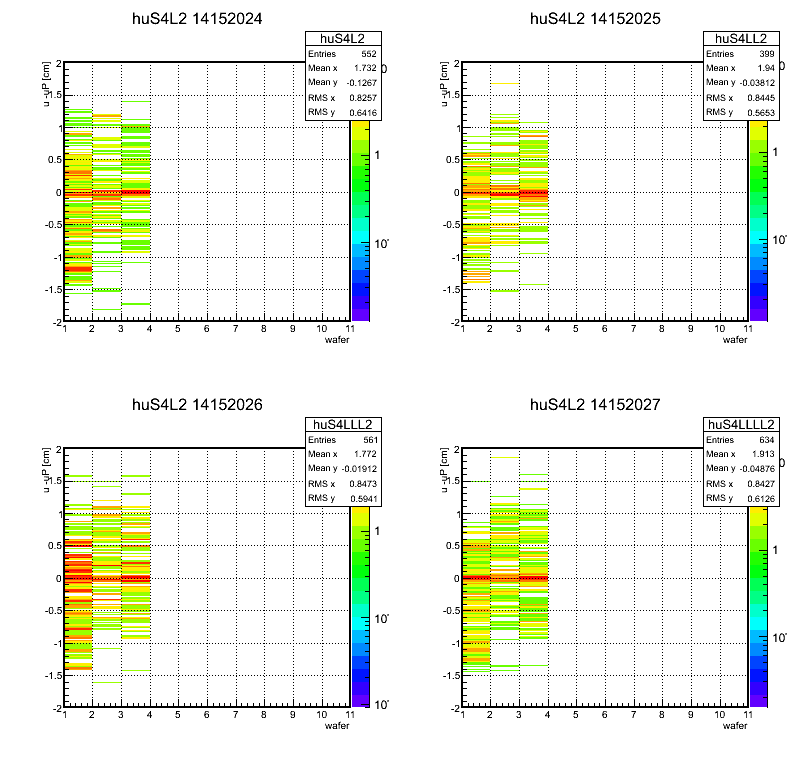 huS4L2 14152024
huS4L2
Entries 552
Mean x 1.732
Mean y -0.1267
RMS x 0.8257
RMS y 0.6416
u -uP [cm]
2
1.5
1
0.5
0
-0.5
-1
-1.5
-2
1 2 3 4 5 6 7 8 9 10 11
wafer
1
huS4L2 14152025
huS4LL2
Entries 399
Mean x 1.94
Mean y -0.03812
RMS x 0.8445
RMS y 0.5653
u -uP [cm]
2
1.5
1
0.5
0
-0.5
-1
-1.5
-2
1 2 3 4 5 6 7 8 9 10 11
wafer
1
huS4L2 14152026
huS4LLL2
Entries 561
Mean x 1.772
Mean y -0.01912
RMS x 0.8473
RMS y 0.5941
u -uP [cm]
2
1.5
1
0.5
0
-0.5
-1
-1.5
-2
1 2 3 4 5 6 7 8 9 10 11
wafer
1
huS4L2 14152027
huS4LLLL2
Entries 634
Mean x 1.913
Mean y -0.04876
RMS x 0.8427
RMS y 0.6126
u -uP [cm]
2
1.5
1
0.5
0
-0.5
-1
-1.5
-2
1 2 3 4 5 6 7 8 9 10 11
wafer
1